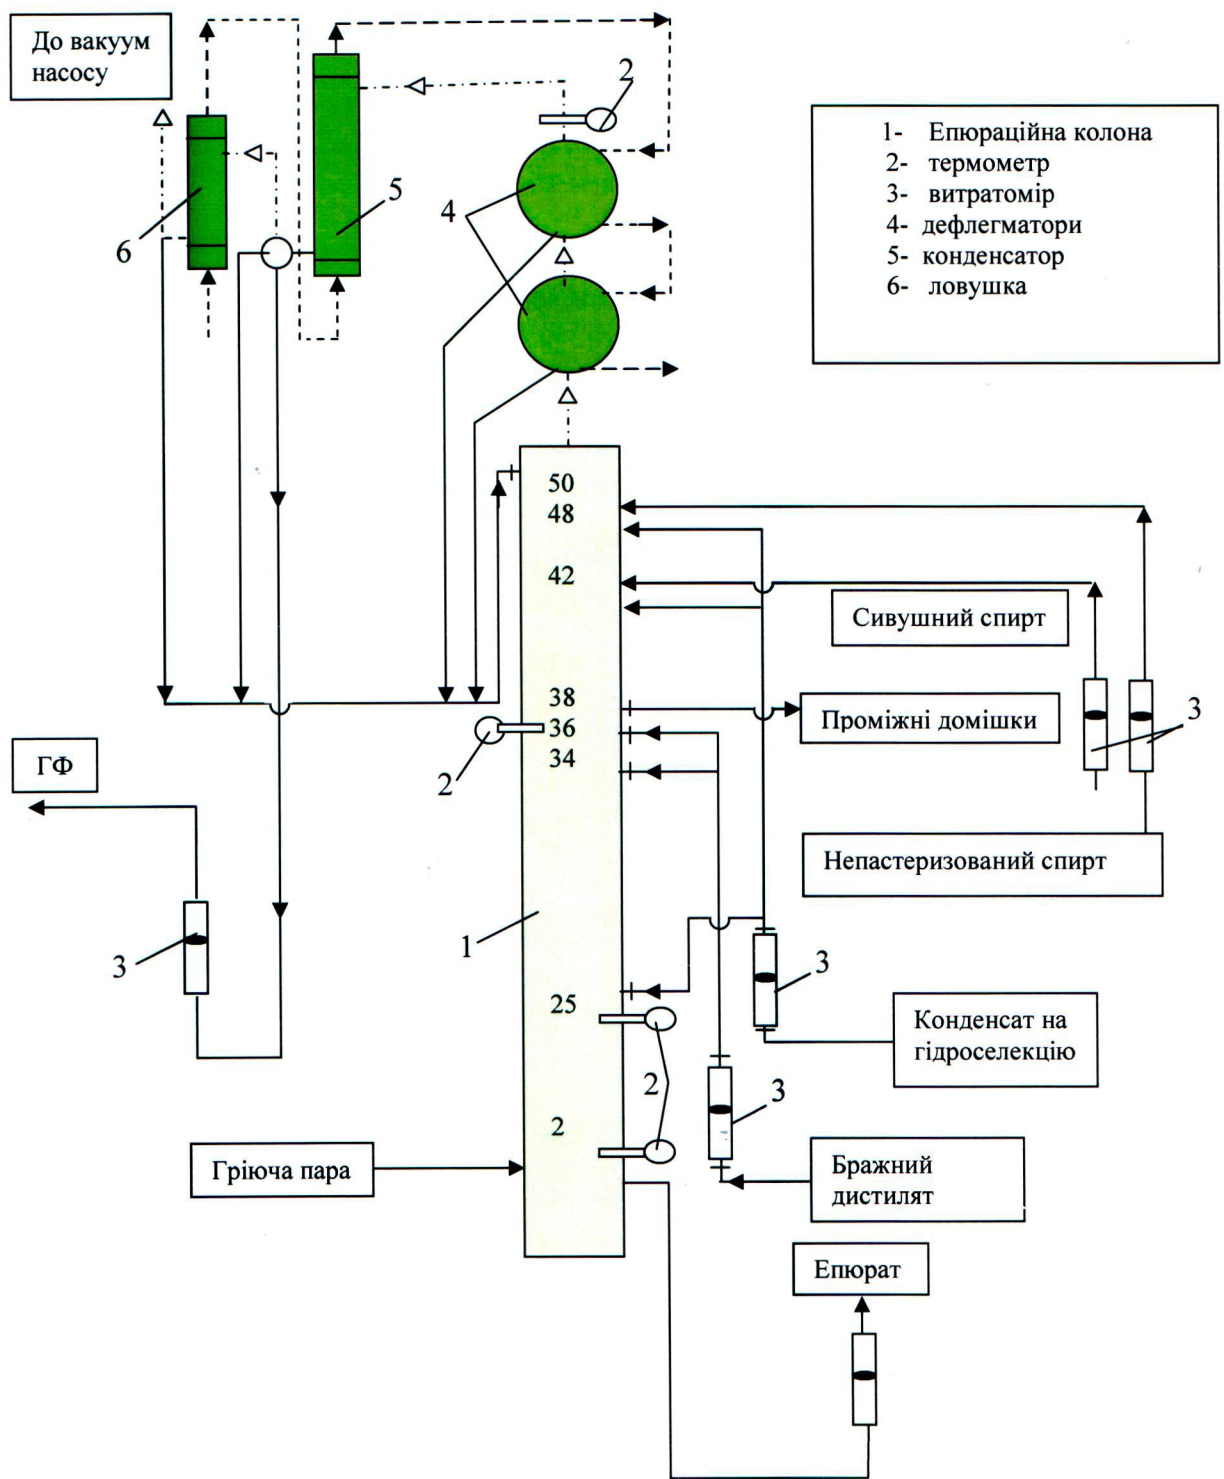 До вакуум
насосу
2
1- Епюраційна колона
2- термометр
3- витратомір
4- дефлегматори
5- конденсатор
6- ловушка
6
5
4
50
48
42
Сивушний спирт
38
36
34
Проміжні домішки
3
2
ГФ
Непастеризований спирт
3
1
25
3
Конденсат на
гідроселекцію
2
3
2
Гріюча пара
Бражний
дистилят
Епюрат